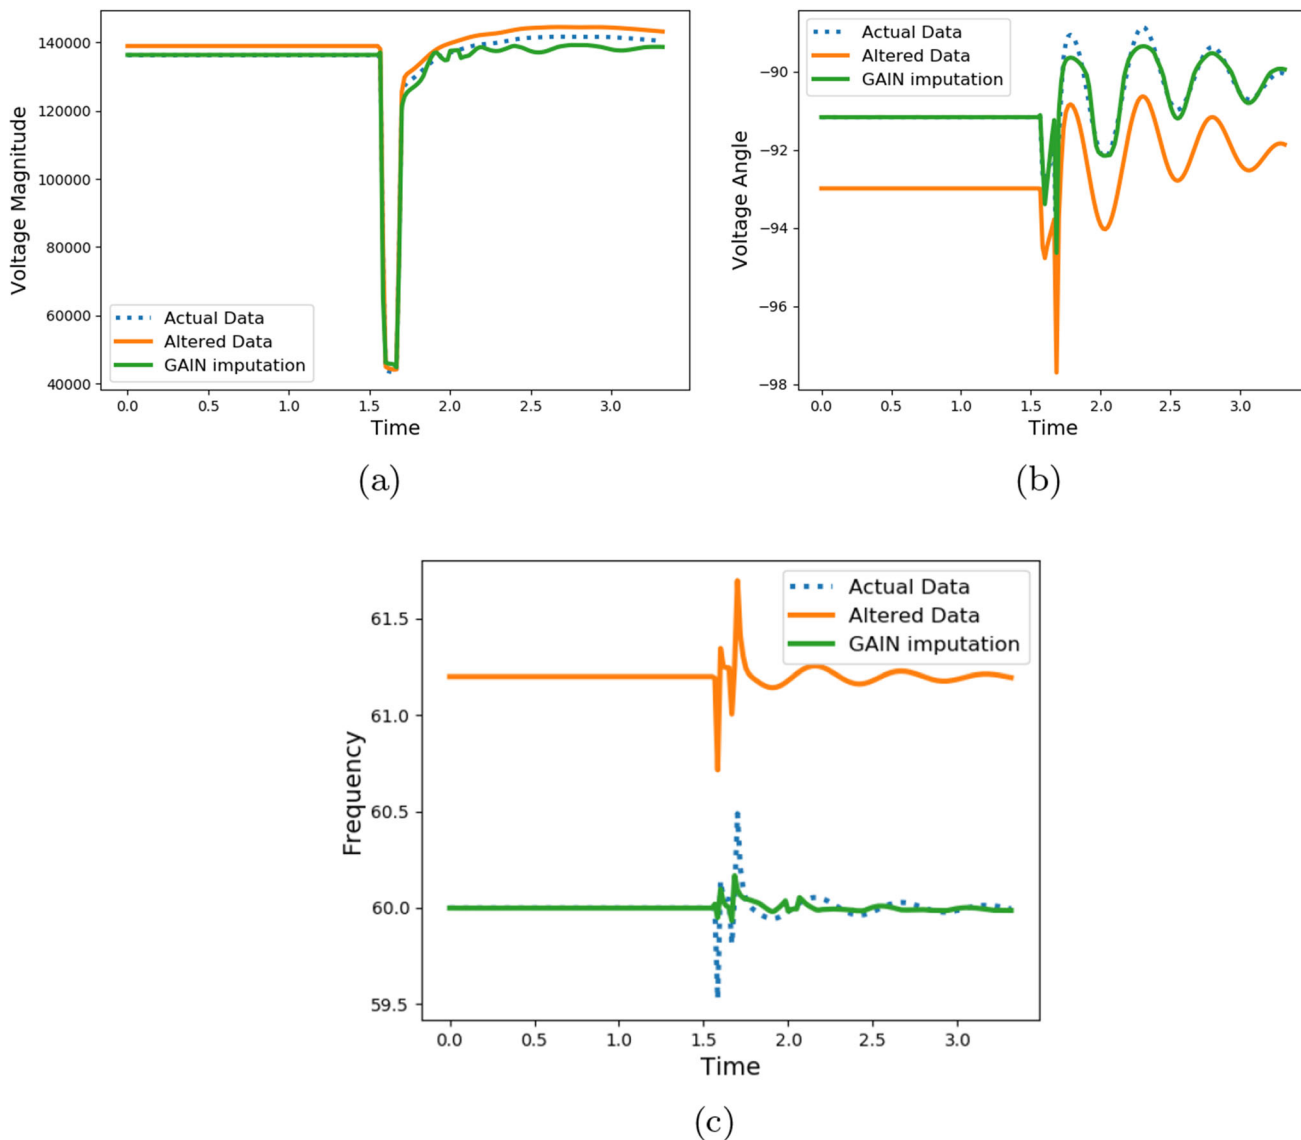 140000
120000
100000
80000
60000
40000
Voltage Magnitude
Actual Data
Altered Data
GAIN imputation
0.0 0.5 1.0 1.5 2.0 2.5 3.0
Time
(a)
Actual Data
Altered Data
GAIN imputation
−90
−92
−94
−96
−98
Voltage Angle
0.0 0.5 1.0 1.5 2.0 2.5 3.0
Time
(b)
Actual Data
Altered Data
GAIN imputation
61.5
61.0
60.5
60.0
59.5
Frequency
0.0 0.5 1.0 1.5 2.0 2.5 3.0
Time
(c)